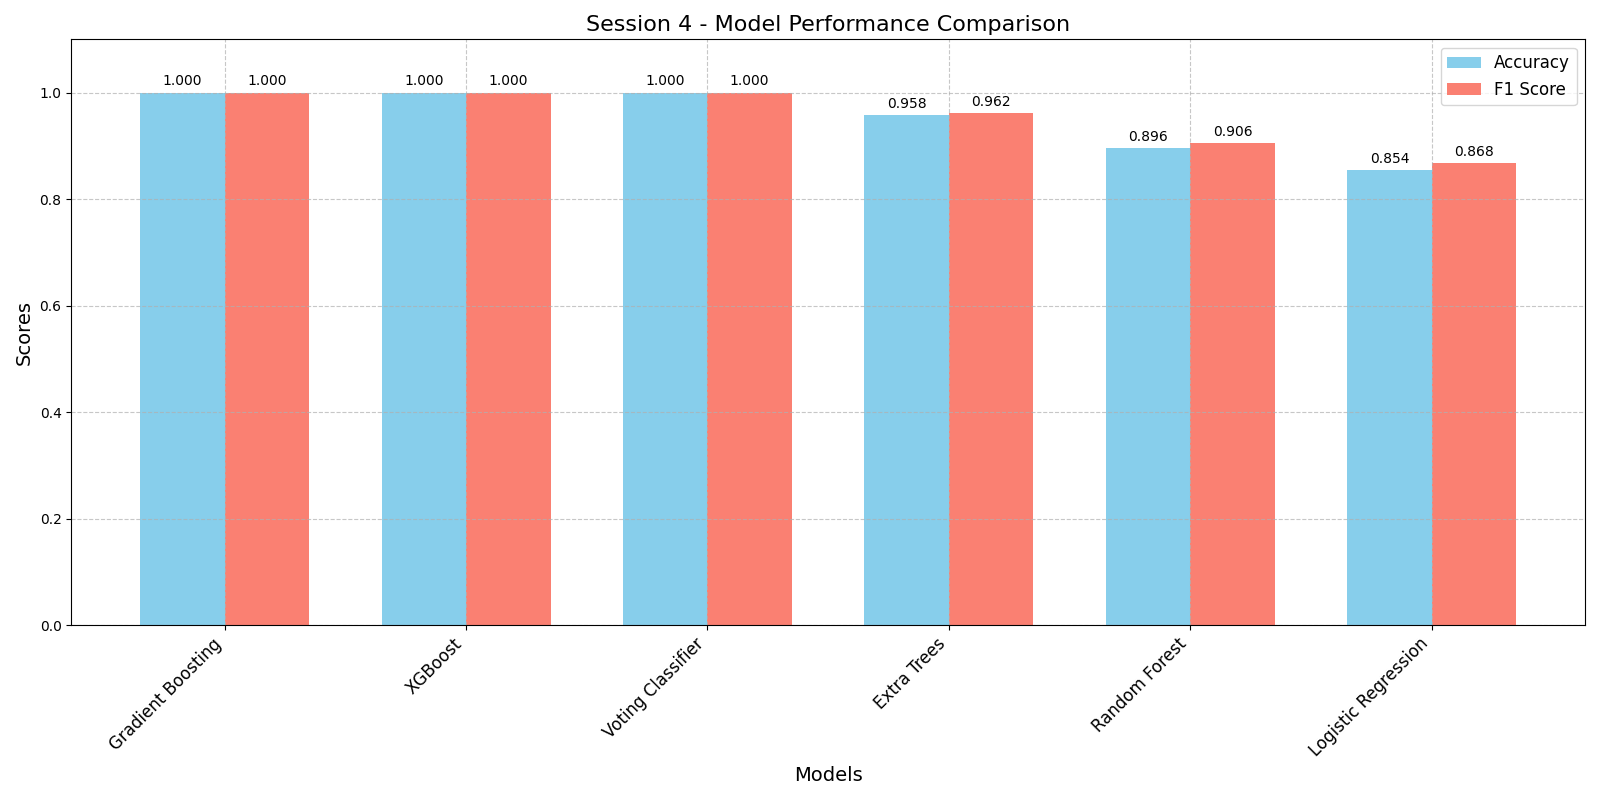 Session 4 - Model Performance Comparison
Accuracy
F1 Score
1.000 1.000 1.000 1.000 1.000 1.000 0.958 0.962 0.896 0.906 0.854 0.868
1.0
0.8
0.6
0.4
0.2
0.0
Scores
Gradient Boosting
XGBoost
Voting Classifier
Extra Trees
Random Forest
Logistic Regression
Models